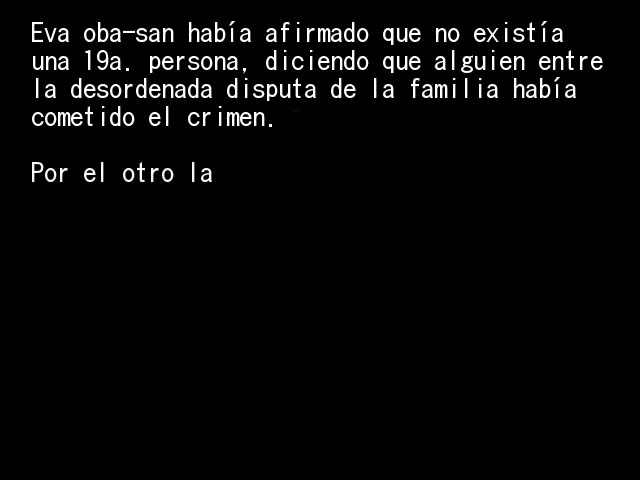 Eva oba-san había afirmado que no existía
una 19a. persona, diciendo que alguien entre
la desordenada disputa de la familia había
cometido el crimen.
Por el otro la